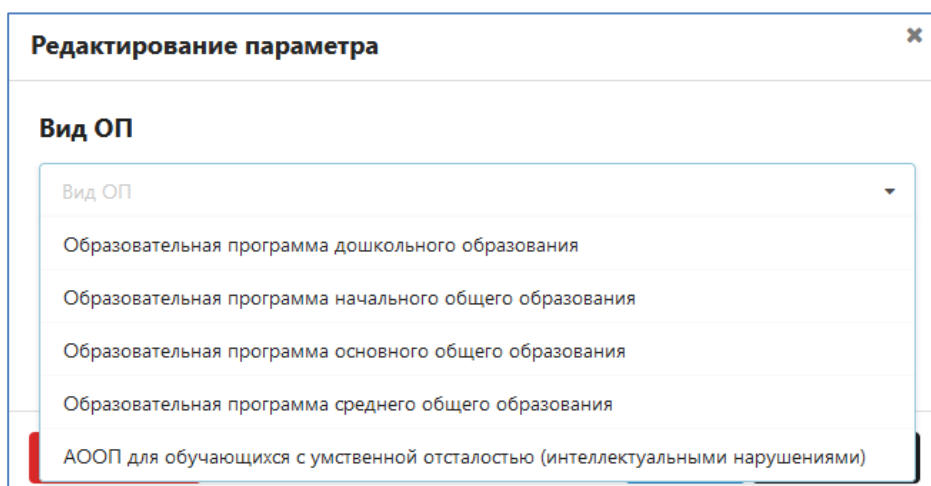 Редактирование параметра
Вид ОП
Вид ОП
Образовательная программа дошкольного образования
Образовательная программа начального общего образования
Образовательная программа основного общего образования
Образовательная программа среднего общего образования
АООП для обучающихся с умственной отсталостью (интеллектуальными нарушениями)